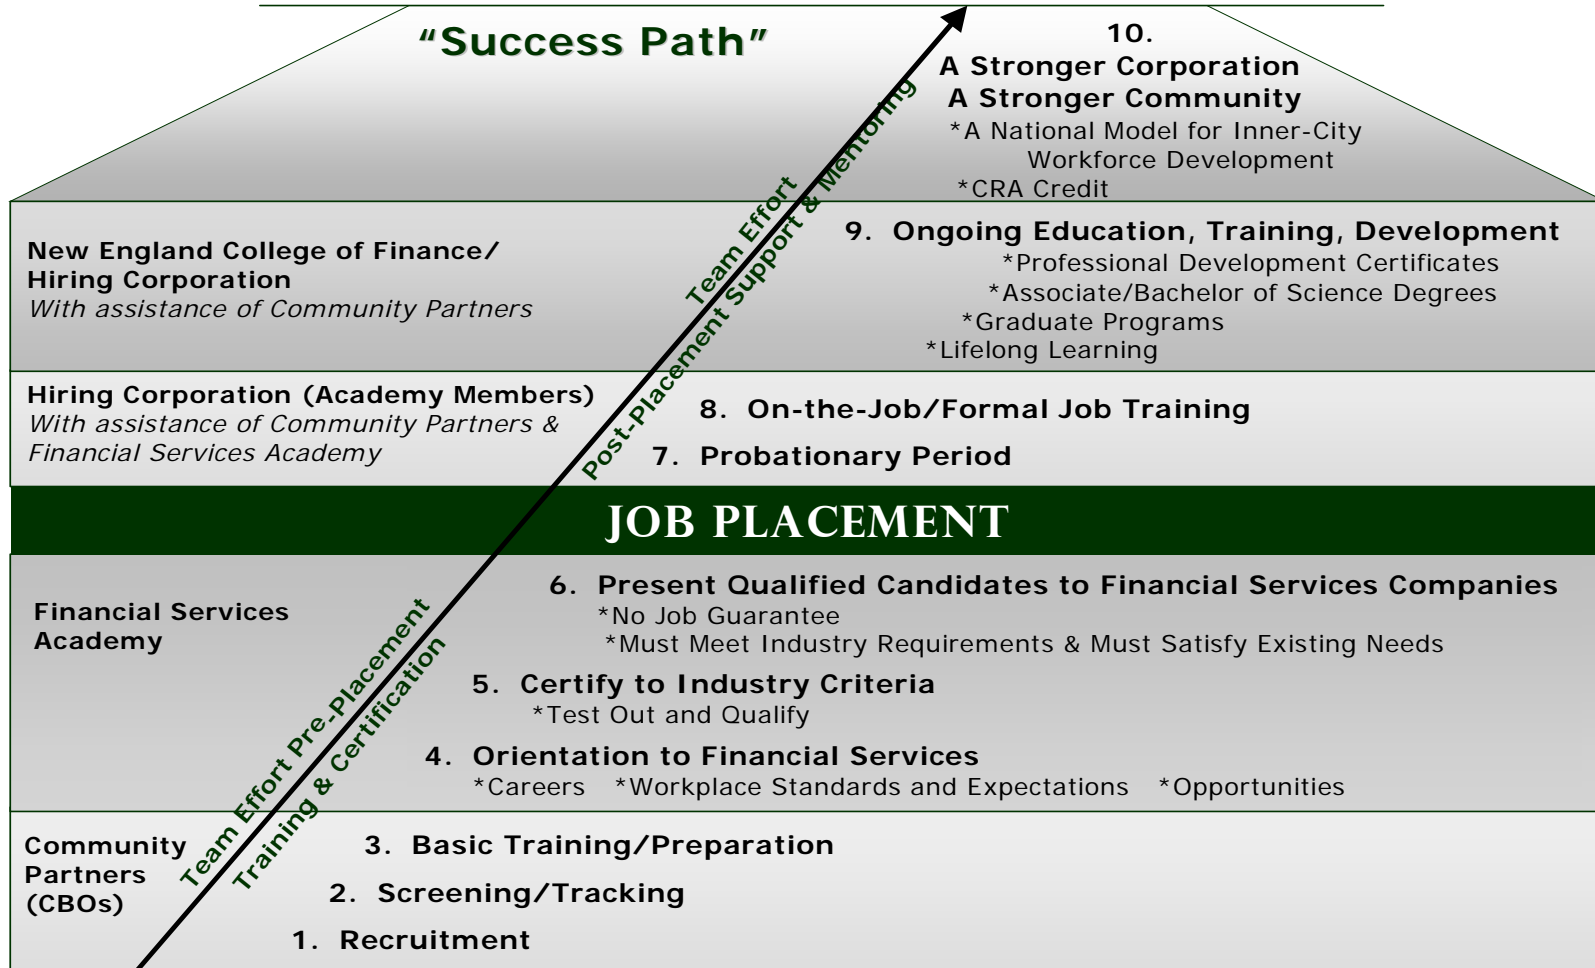 “Success Path”
10.
A Stronger Corporation
A Stronger Community
*A National Model for Inner-City
Workforce Development
*CRA Credit
New England College of Finance/
Hiring Corporation
With assistance of Community Partners
9. Ongoing Education, Training, Development
*Professional Development Certificates
*Associate/Bachelor of Science Degrees
*Graduate Programs
*Lifelong Learning
Team Effort
Post-Placement Support & Mentoring
Hiring Corporation (Academy Members)
With assistance of Community Partners &
Financial Services Academy
8. On-the-Job/Formal Job Training
7. Probationary Period
JOB PLACEMENT
Financial Services
Academy
6. Present Qualified Candidates to Financial Services Companies
*No Job Guarantee
*Must Meet Industry Requirements & Must Satisfy Existing Needs
5. Certify to Industry Criteria
*Test Out and Qualify
4. Orientation to Financial Services
*Careers *Workplace Standards and Expectations *Opportunities
Team Effort Pre-Placement
Training & Certification
Community
Partners
(CBOs)
3. Basic Training/Preparation
2. Screening/Tracking
1. Recruitment